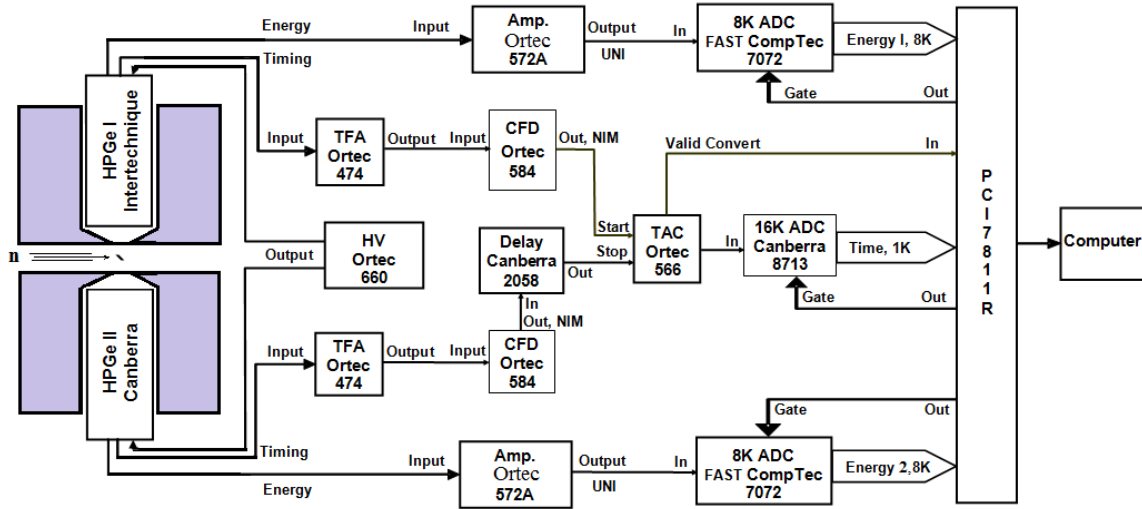 Energy
Timing
Input
Amp.
Ortec
572A
Output
UNI
In
8K ADC
FAST CompTec
7072
Energy I, 8K
Gate
Out
HPGe I
Intertechnique
Input
TFA
Ortec
474
Output
Input
CFD
Ortec
584
Out, NIM
Valid Convert
In
Start
Stop
TAC
Ortec
566
In
16K ADC
Canberra
8713
Time, 1K
Gate
Out
n
Output
HV
Ortec
660
Delay
Canberra
2058
Out
In
Out, NIM
PCI7811R
Computer
HPGe II
Canberra
Input
TFA
Ortec
474
Output
Input
CFD
Ortec
584
Timing
Energy
Input
Amp.
Ortec
572A
Output
UNI
In
Gate
Out
8K ADC
FAST CompTec
7072
Energy 2,8K